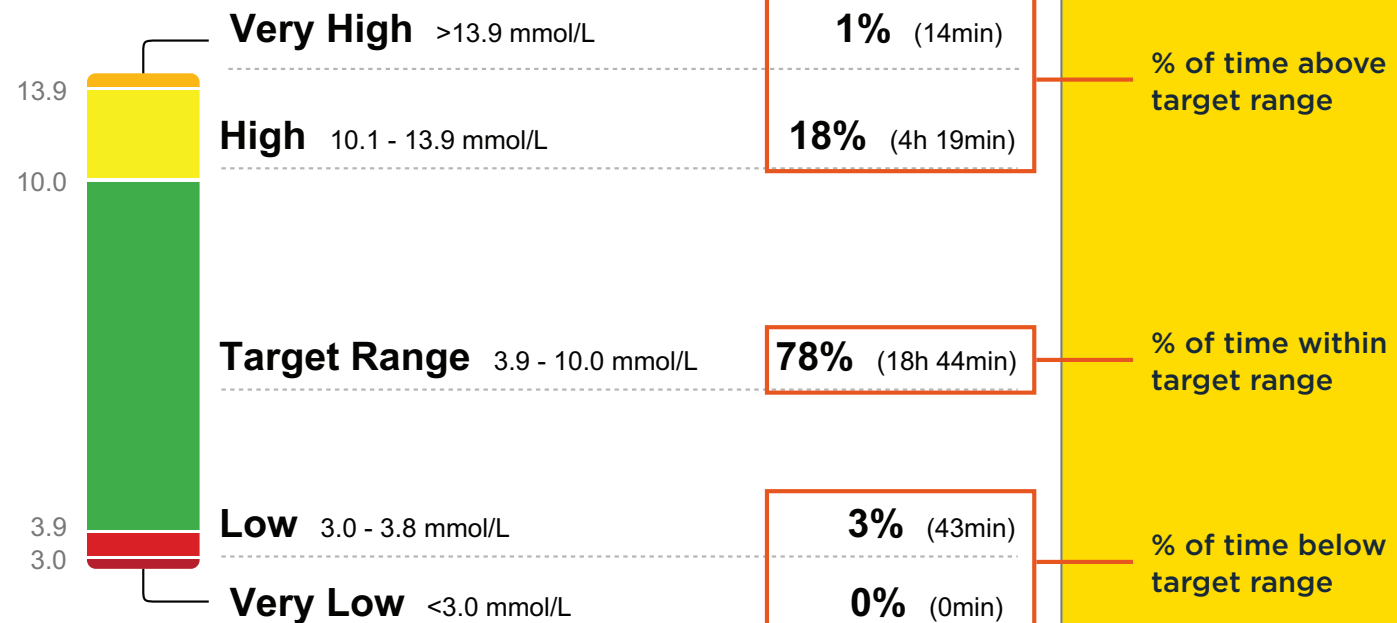 Very High >13.9 mmol/L 1% (14min)
% of time above
target range
13.9
High 10.1 - 13.9 mmol/L 18% (4h 19min)
10.0
Target Range 3.9 - 10.0 mmol/L 78% (18h 44min)
% of time within
target range
3.9
Low 3.0 - 3.8 mmol/L 3% (43min)
3.0
% of time below
target range
Very Low <3.0 mmol/L 0% (0min)